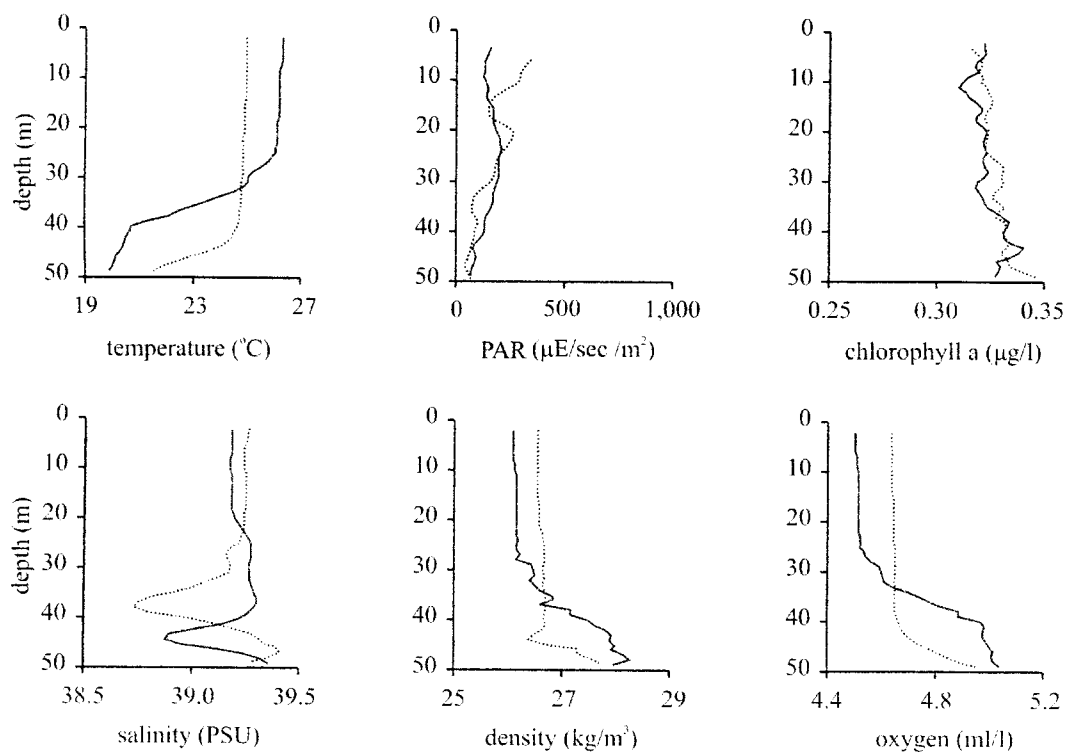 0 0 0
10 10 10
20 20 20
depth (m)
30 30 30
40 40 40
50 50 50
19 23 27 0 500 1,000 0.25 0.30 0.35
temperature (°C) PAR (μE/sec /m²) chlorophyll a (μg/l)
0 0 0
10 10 10
20 20 20
depth (m)
30 30 30
40 40 40
50 50 50
38.5 39.0 39.5 25 27 29 4.4 4.8 5.2
salinity (PSU) density (kg/m³) oxygen (ml/l)